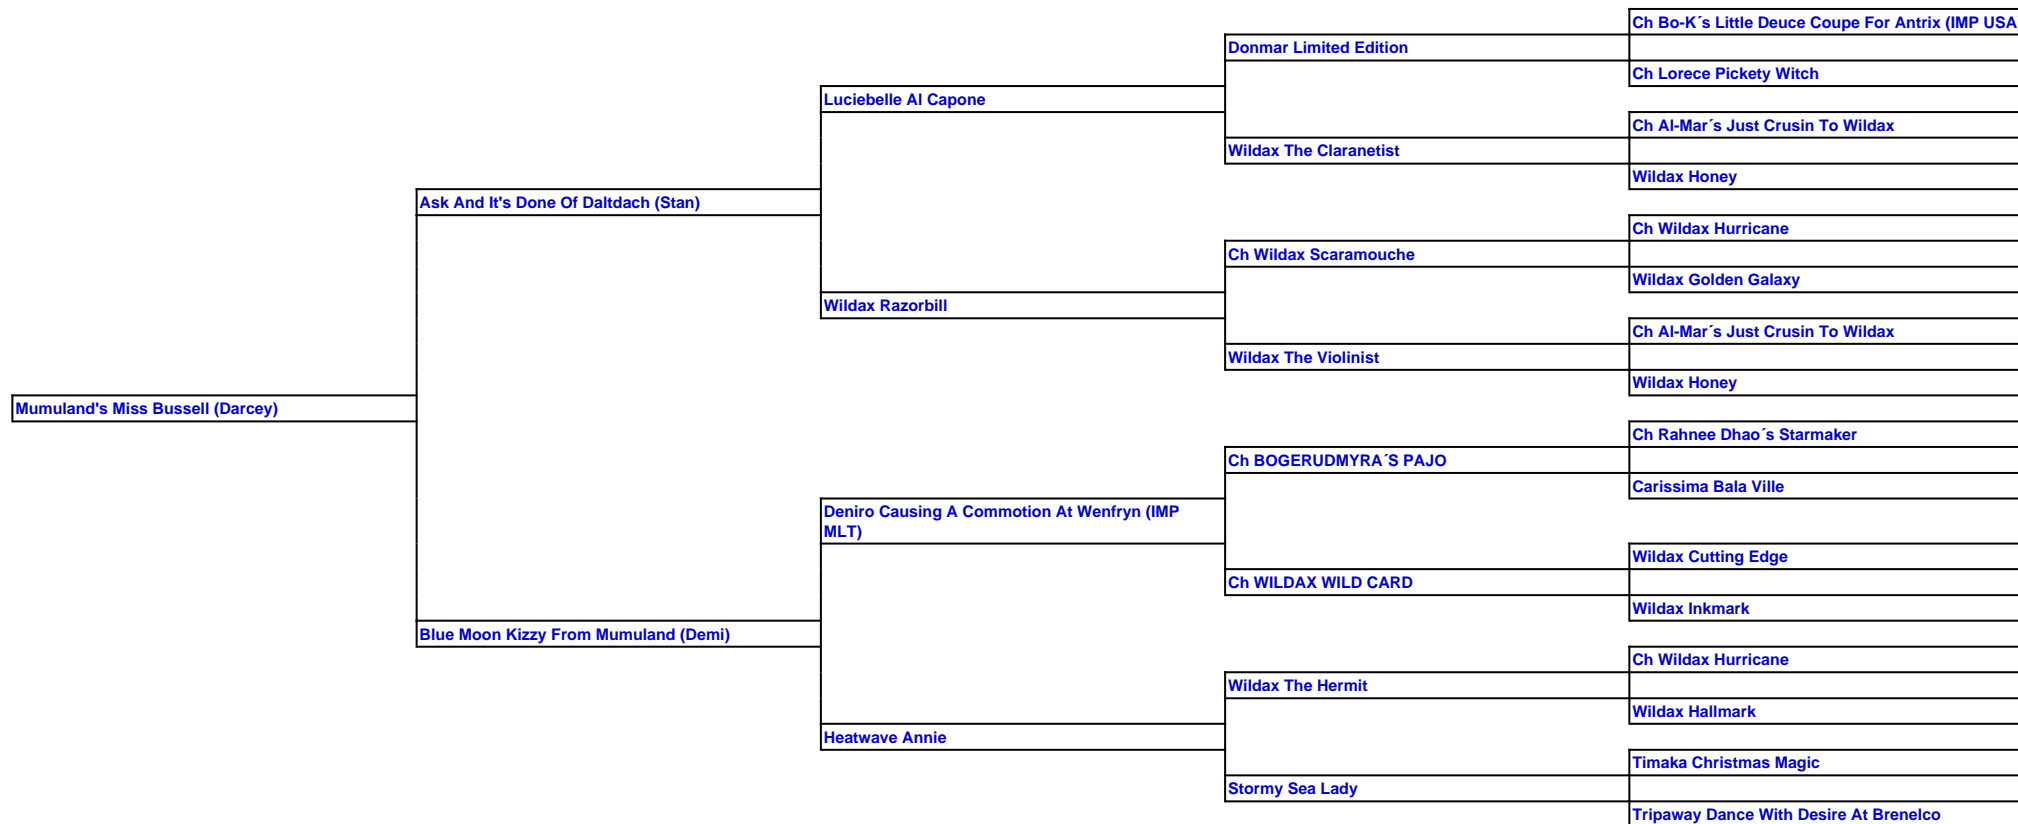 Ch Bo-K´s Little Deuce Coupe For Antrix (IMP USA
Donmar Limited Edition
Ch Lorece Pickety Witch
Luciebelle Al Capone
Ch Al-Mar´s Just Crusin To Wildax
Wildax The Claranetist
Wildax Honey
Ask And It's Done Of Daltdach (Stan)
Ch Wildax Hurricane
Ch Wildax Scaramouche
Wildax Golden Galaxy
Wildax Razorbill
Ch Al-Mar´s Just Crusin To Wildax
Wildax The Violinist
Wildax Honey
Mumuland's Miss Bussell (Darcey)
Ch Rahnee Dhao´s Starmaker
Ch BOGERUDMYRA´S PAJO
Carissima Bala Ville
Deniro Causing A Commotion At Wenfryn (IMP
MLT)
Wildax Cutting Edge
Ch WILDAX WILD CARD
Wildax Inkmark
Blue Moon Kizzy From Mumuland (Demi)
Ch Wildax Hurricane
Wildax The Hermit
Wildax Hallmark
Heatwave Annie
Timaka Christmas Magic
Stormy Sea Lady
Tripaway Dance With Desire At Brenelco